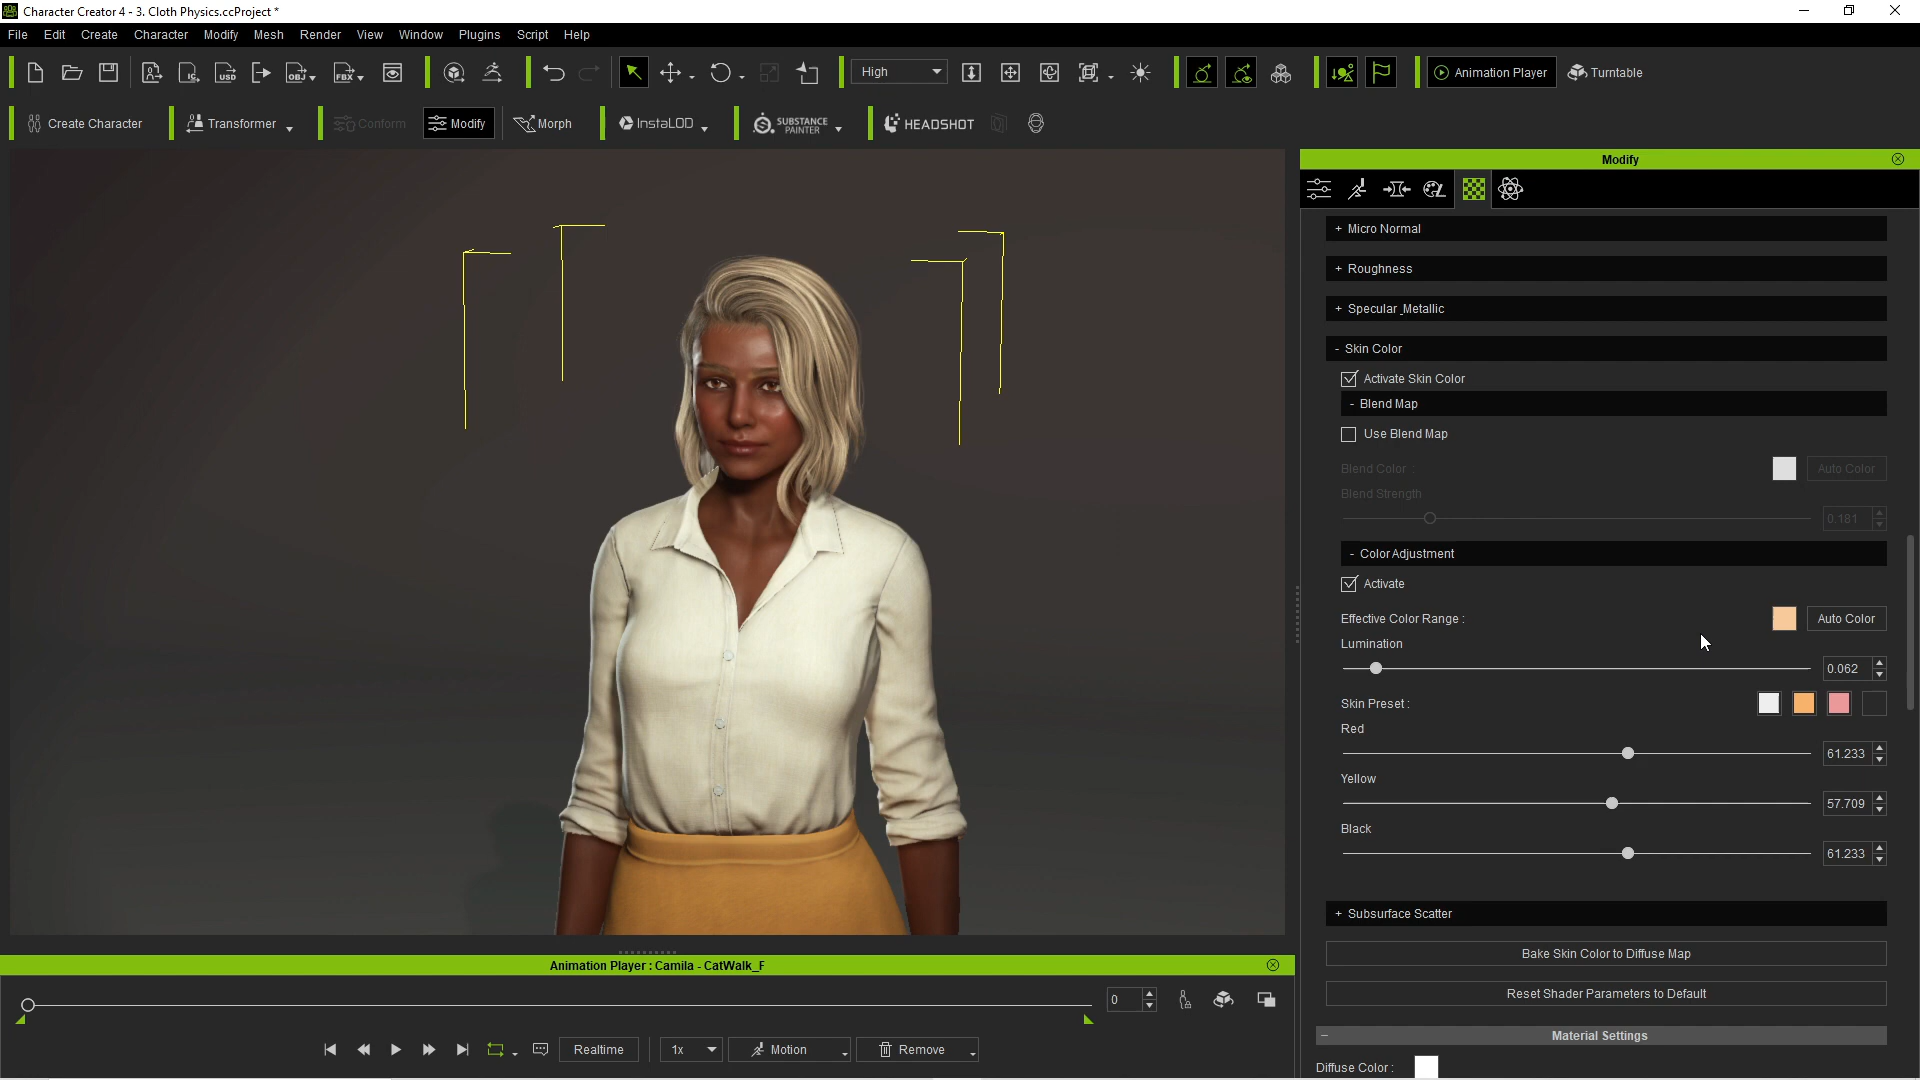 Character Creator 4 - 3. Cloth Physics.ccProject *
File Edit Create Character Modify Mesh Render View Window Plugins Script Help
IC USD OBJ FBX High Animation Player Turntable
Create Character Transformer Conform Modify Morph InstaLOD SUBSTANCE PAINTER HEADSHOT
Modify
+ Micro Normal
+ Roughness
+ Specular_Metallic
- Skin Color
Activate Skin Color
- Blend Map
Use Blend Map
Blend Color : Auto Color
Blend Strength
0.181
- Color Adjustment
Activate
Effective Color Range : Auto Color
Lumination
0.062
Skin Preset :
Red
61.233
Yellow
57.709
Black
61.233
+ Subsurface Scatter
Bake Skin Color to Diffuse Map
Reset Shader Parameters to Default
- Material Settings
Diffuse Color :
Animation Player : Camila - CatWalk_F
0
Realtime 1x Motion Remove